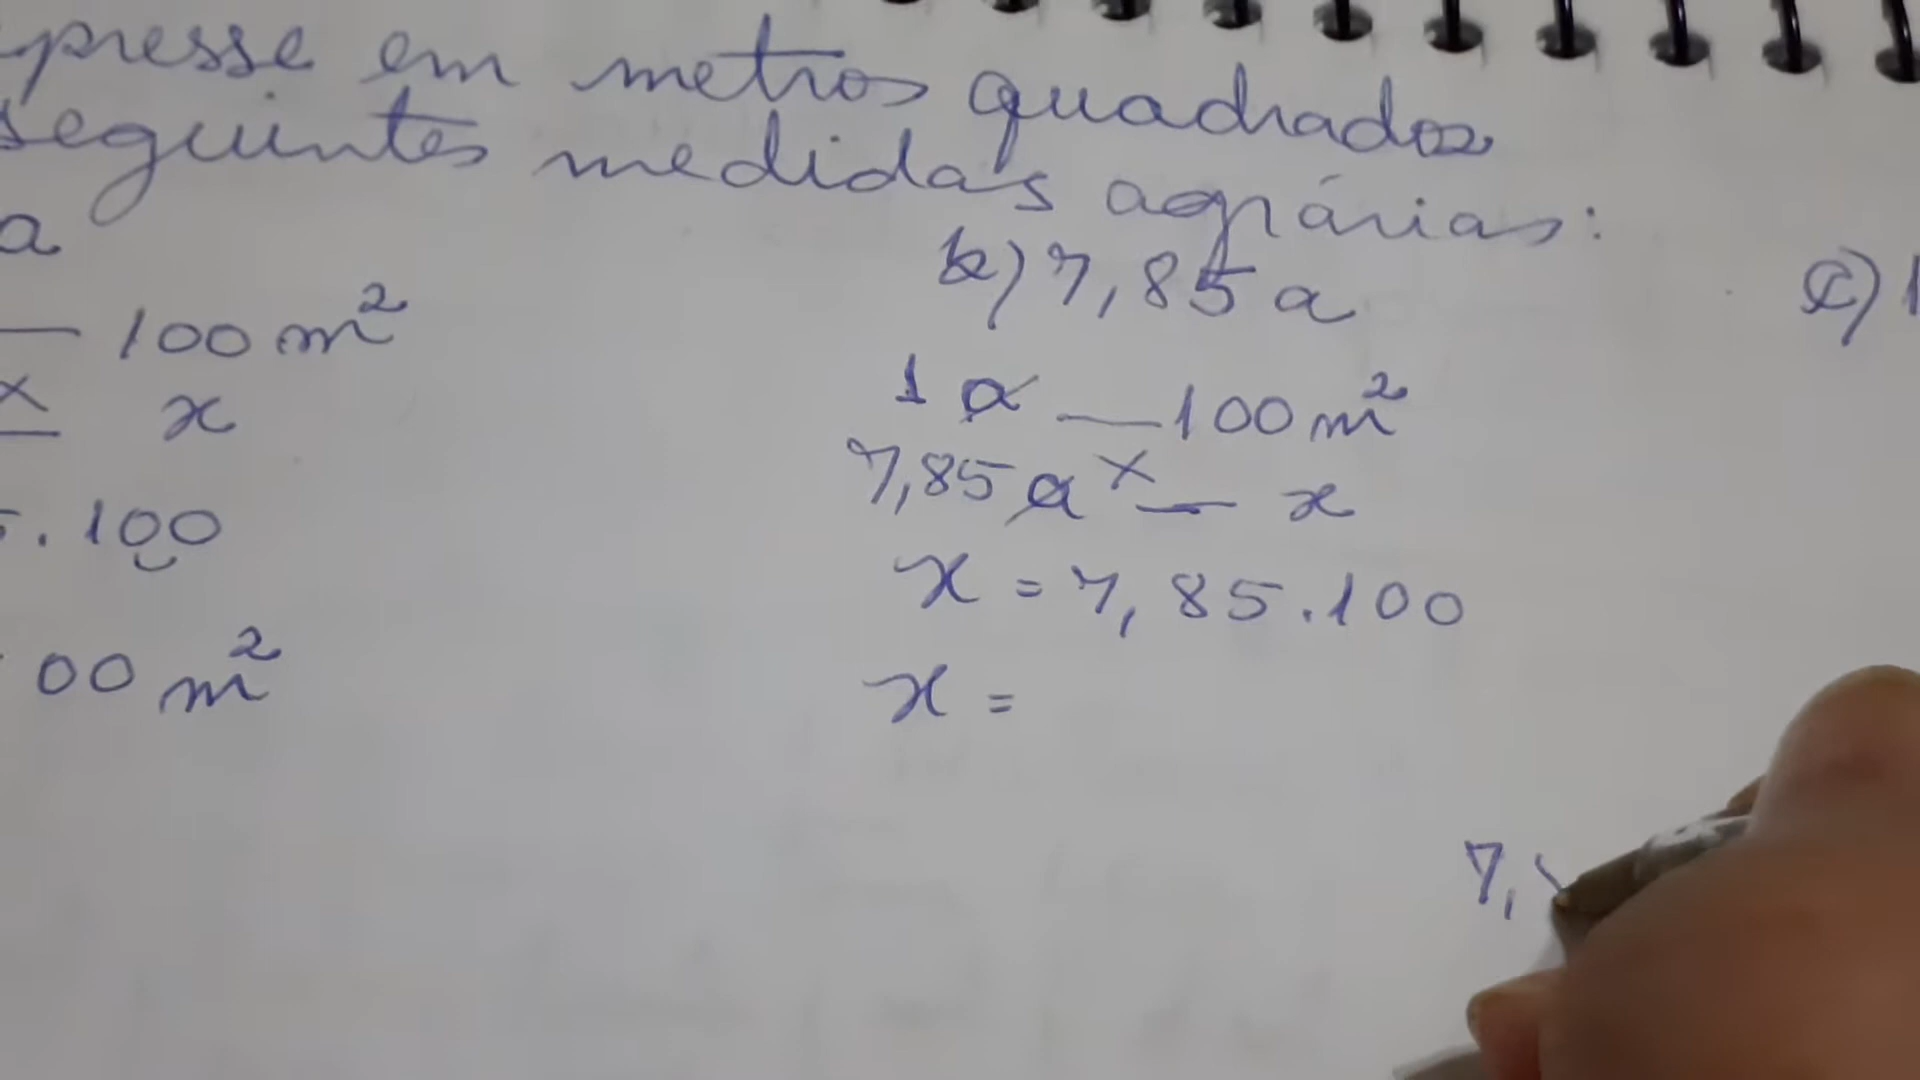 presse em metros quadrados
seguintes medidas agrárias:
a
— 100 m²
x
— x
. 100
00 m²
b) 7,85 a
1 a — 100 m²
x
7,85 a — x
x = 7,85 . 100
x =
7,
c) 1